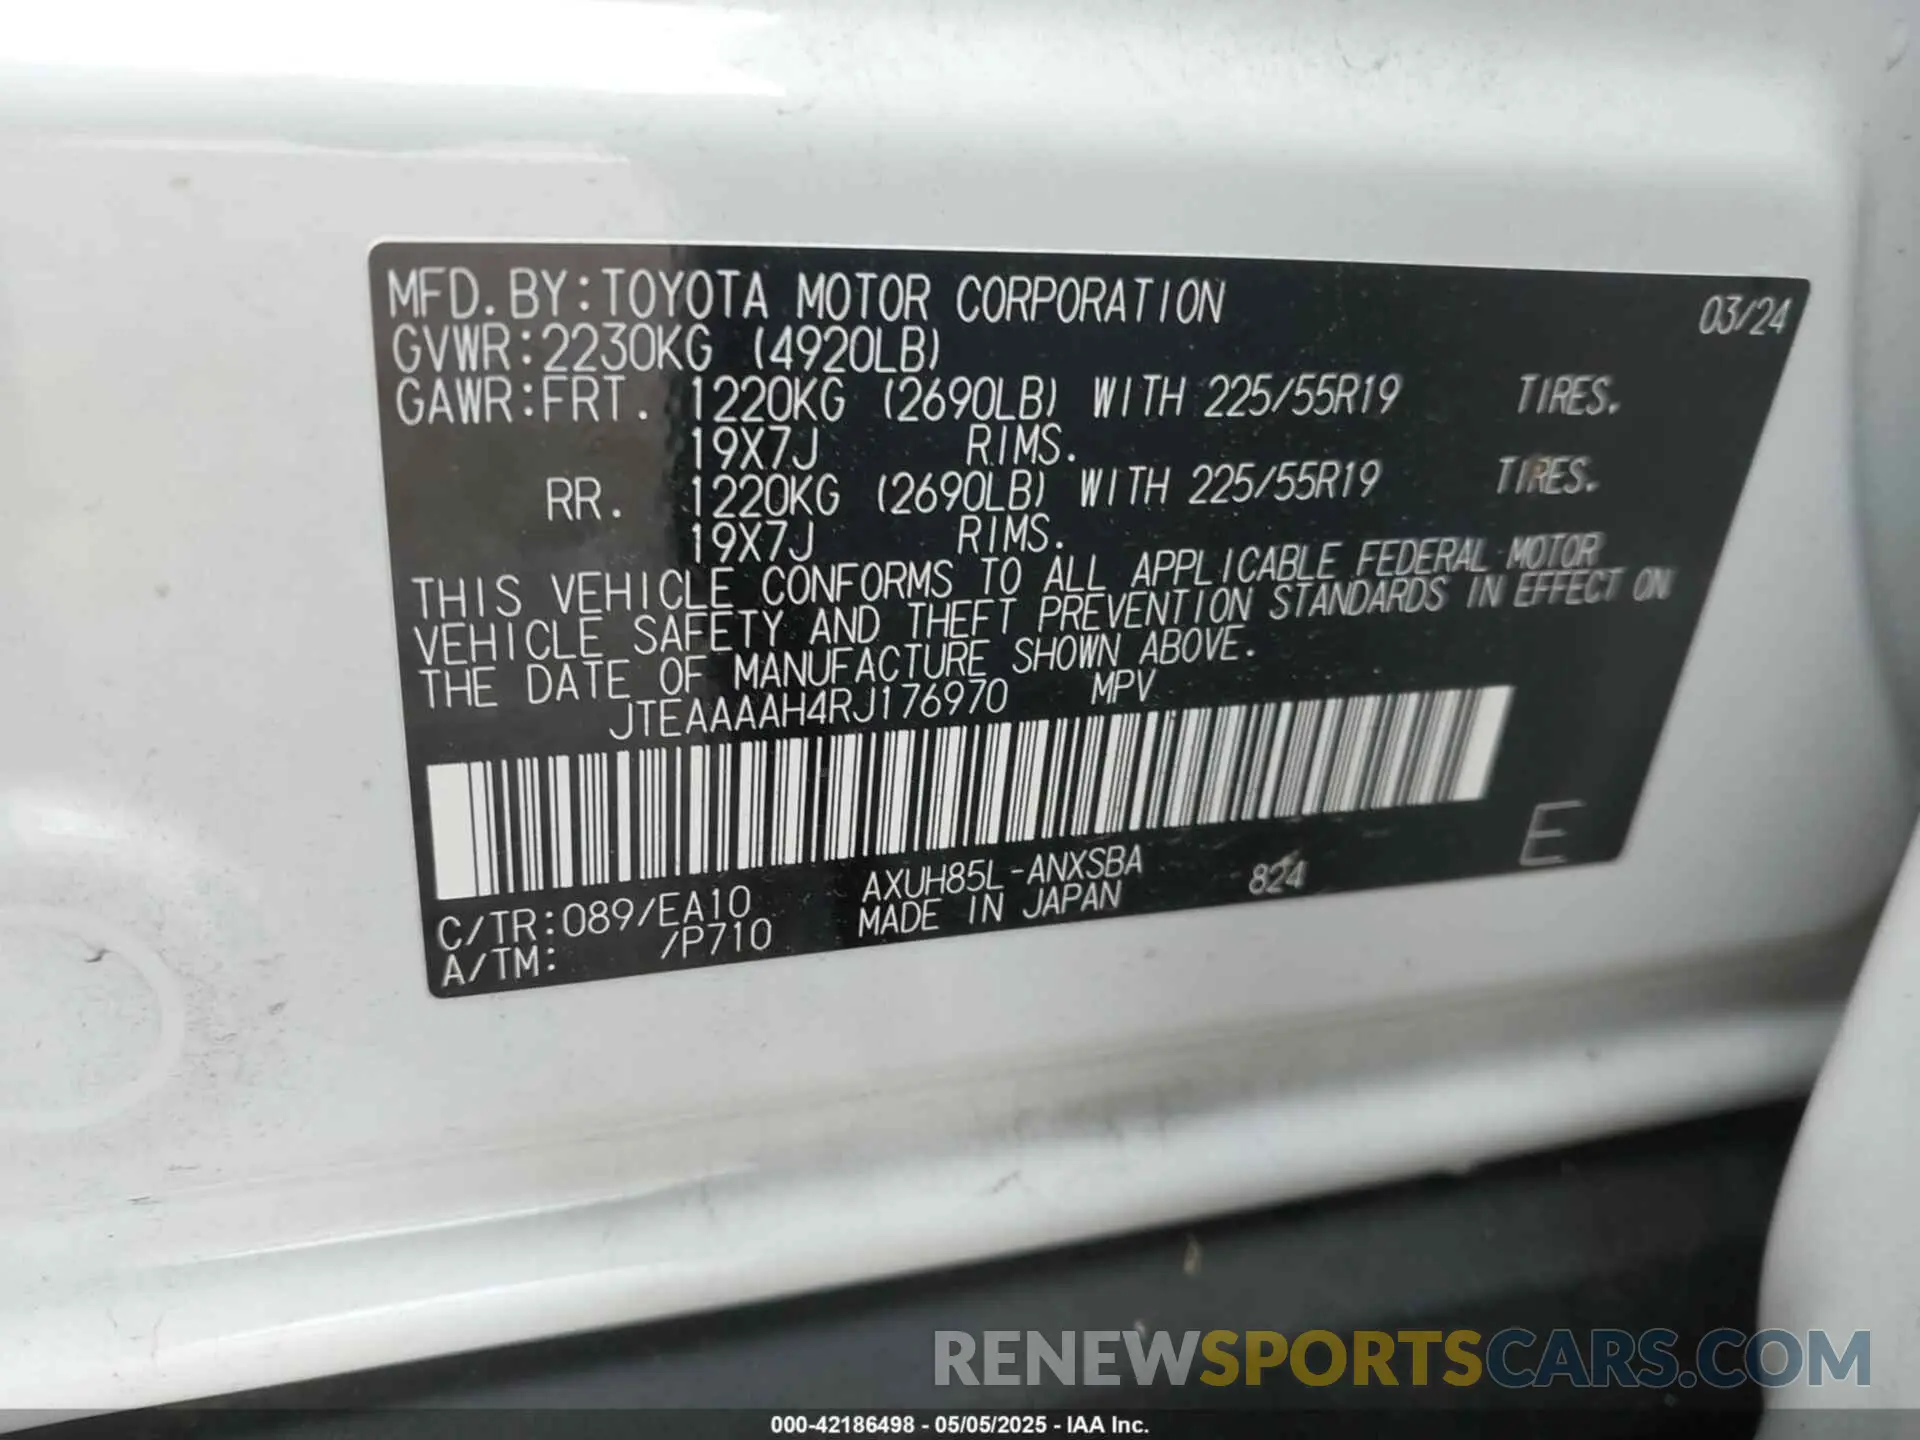 MFD. BY:TOYOTA MOTOR CORPORATION 03/24
GVWR:2230KG (4920LB)
GAWR:FRT. 1220KG (2690LB) WITH 225/55R19 TIRES.
19X7J RIMS.
RR. 1220KG (2690LB) WITH 225/55R19 TIRES.
19X7J RIMS.
THIS VEHICLE CONFORMS TO ALL APPLICABLE FEDERAL MOTOR
VEHICLE SAFETY AND THEFT PREVENTION STANDARDS IN EFFECT ON
THE DATE OF MANUFACTURE SHOWN ABOVE.
JTEAAAAH4RJ176970 MPV
E
C/TR:089/EA10 AXUH85L-ANXSBA 824
A/TM: /P710 MADE IN JAPAN
RENEWSPORTSCARS.COM
000-42186498 - 05/05/2025 - IAA Inc.